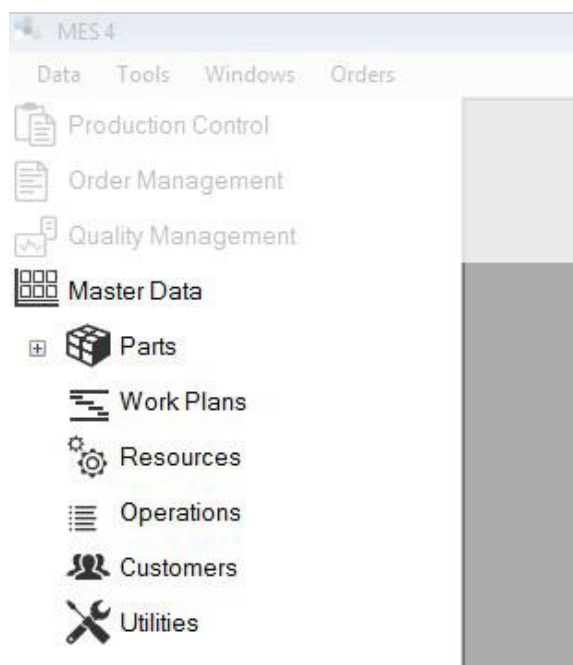 MES 4
Data Tools Windows Orders
Production Control
Order Management
Quality Management
Master Data
Parts
Work Plans
Resources
Operations
Customers
Utilities